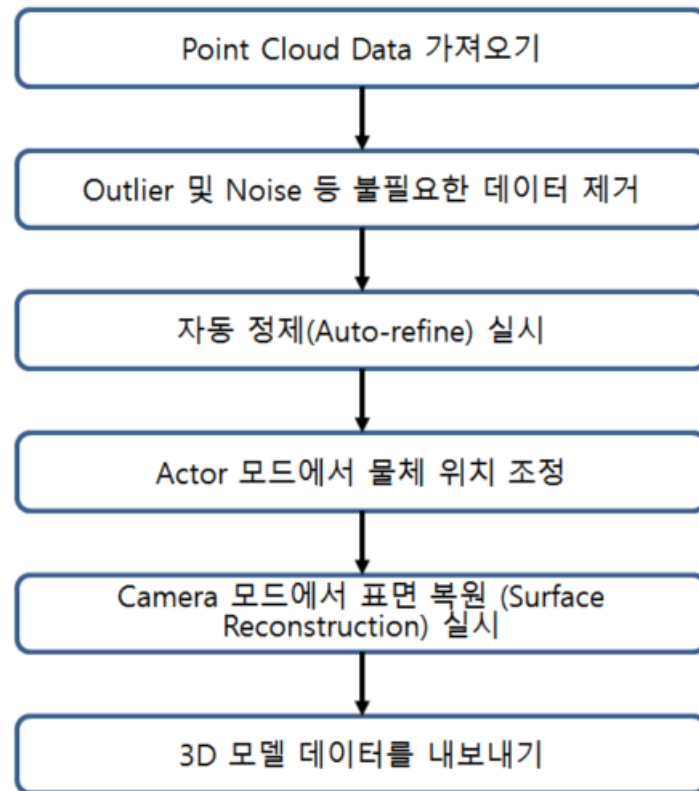 Point Cloud Data 가져오기
Outlier 및 Noise 등 불필요한 데이터 제거
자동 정제(Auto-refine) 실시
Actor 모드에서 물체 위치 조정
Camera 모드에서 표면 복원 (Surface
Reconstruction) 실시
3D 모델 데이터를 내보내기